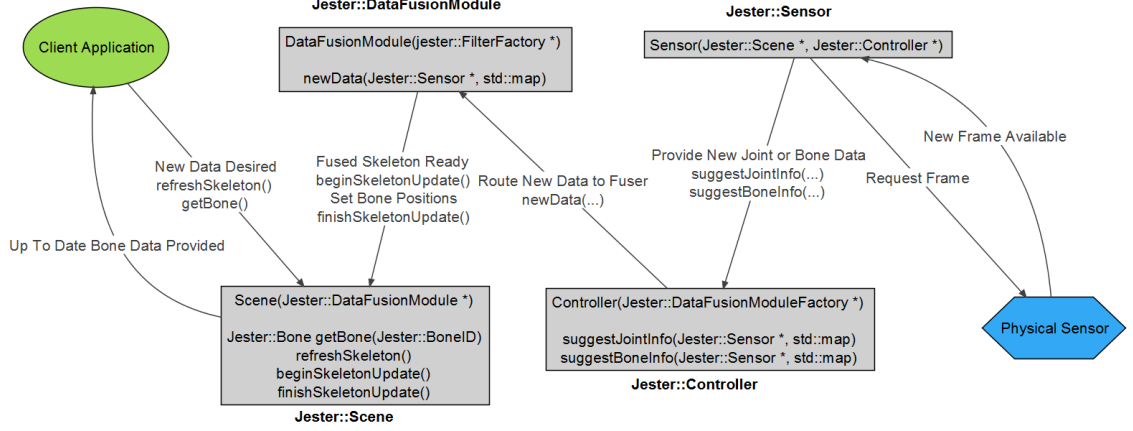 Jester::DataFusionModule
Jester::Sensor
Client Application
DataFusionModule(jester::FilterFactory *)
newData(Jester::Sensor *, std::map)
Sensor(Jester::Scene *, Jester::Controller *)
New Data Desired
refreshSkeleton()
getBone()
Fused Skeleton Ready
beginSkeletonUpdate()
Set Bone Positions
finishSkeletonUpdate()
Route New Data to Fuser
newData(...)
Provide New Joint or Bone Data
suggestJointInfo(...)
suggestBoneInfo(...)
New Frame Available
Request Frame
Up To Date Bone Data Provided
Scene(Jester::DataFusionModule *)
Jester::Bone getBone(Jester::BoneID)
refreshSkeleton()
beginSkeletonUpdate()
finishSkeletonUpdate()
Jester::Scene
Controller(Jester::DataFusionModuleFactory *)
suggestJointInfo(Jester::Sensor *, std::map)
suggestBoneInfo(Jester::Sensor *, std::map)
Jester::Controller
Physical Sensor